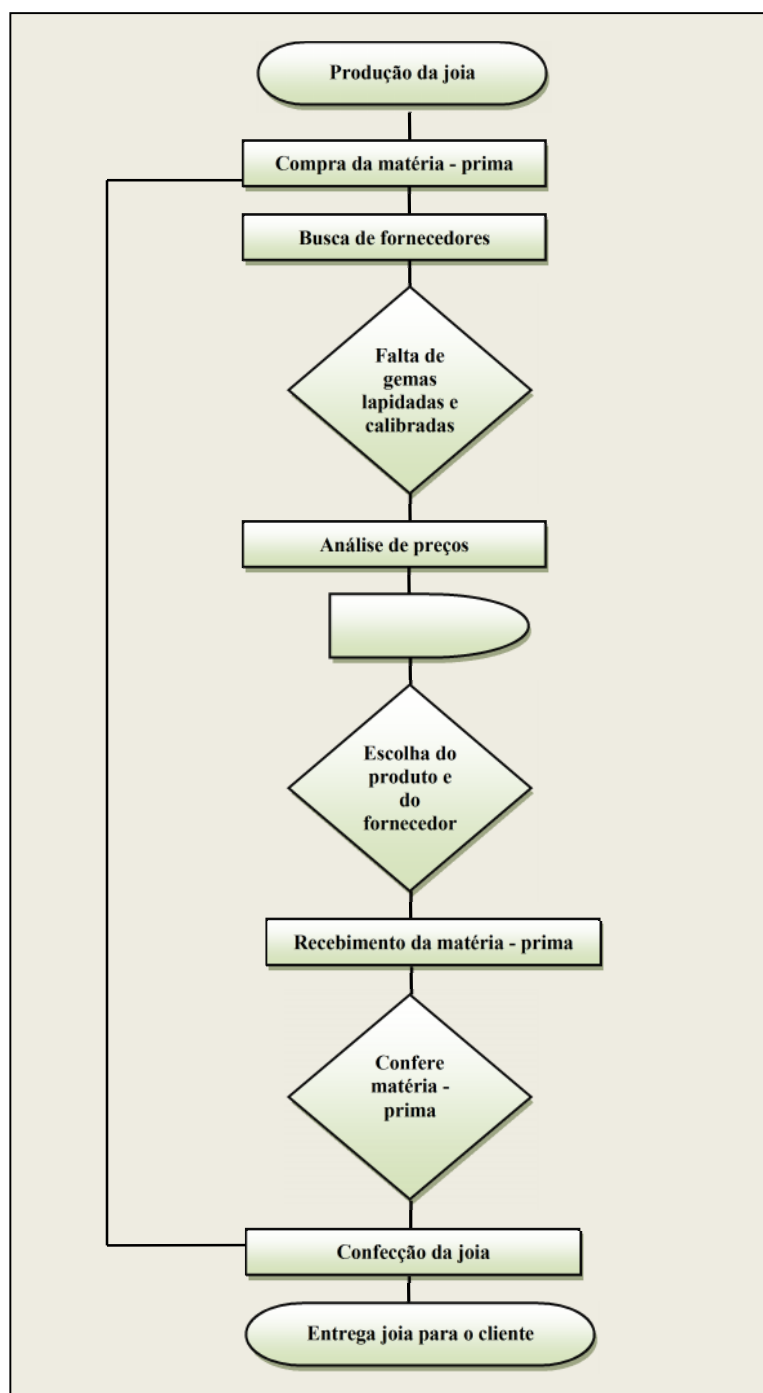 Produção da joia
Compra da matéria - prima
Busca de fornecedores
Falta de
gemas
lapidadas e
calibradas
Análise de preços
Escolha do
produto e
do
fornecedor
Recebimento da matéria - prima
Confere
matéria -
prima
Confecção da joia
Entrega joia para o cliente